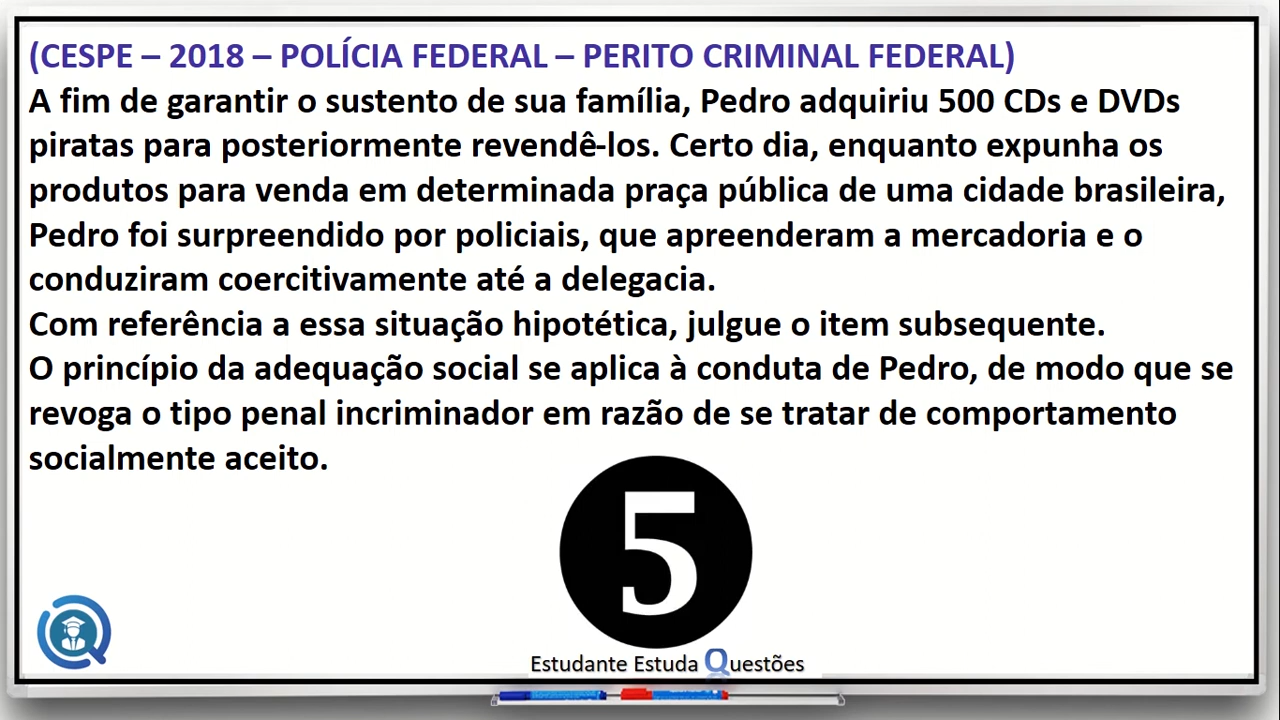 (CESPE – 2018 – POLÍCIA FEDERAL – PERITO CRIMINAL FEDERAL)
A fim de garantir o sustento de sua família, Pedro adquiriu 500 CDs e DVDs
piratas para posteriormente revendê-los. Certo dia, enquanto expunha os
produtos para venda em determinada praça pública de uma cidade brasileira,
Pedro foi surpreendido por policiais, que apreenderam a mercadoria e o
conduziram coercitivamente até a delegacia.
Com referência a essa situação hipotética, julgue o item subsequente.
O princípio da adequação social se aplica à conduta de Pedro, de modo que se
revoga o tipo penal incriminador em razão de se tratar de comportamento
socialmente aceito.
5
Estudante Estuda Questões